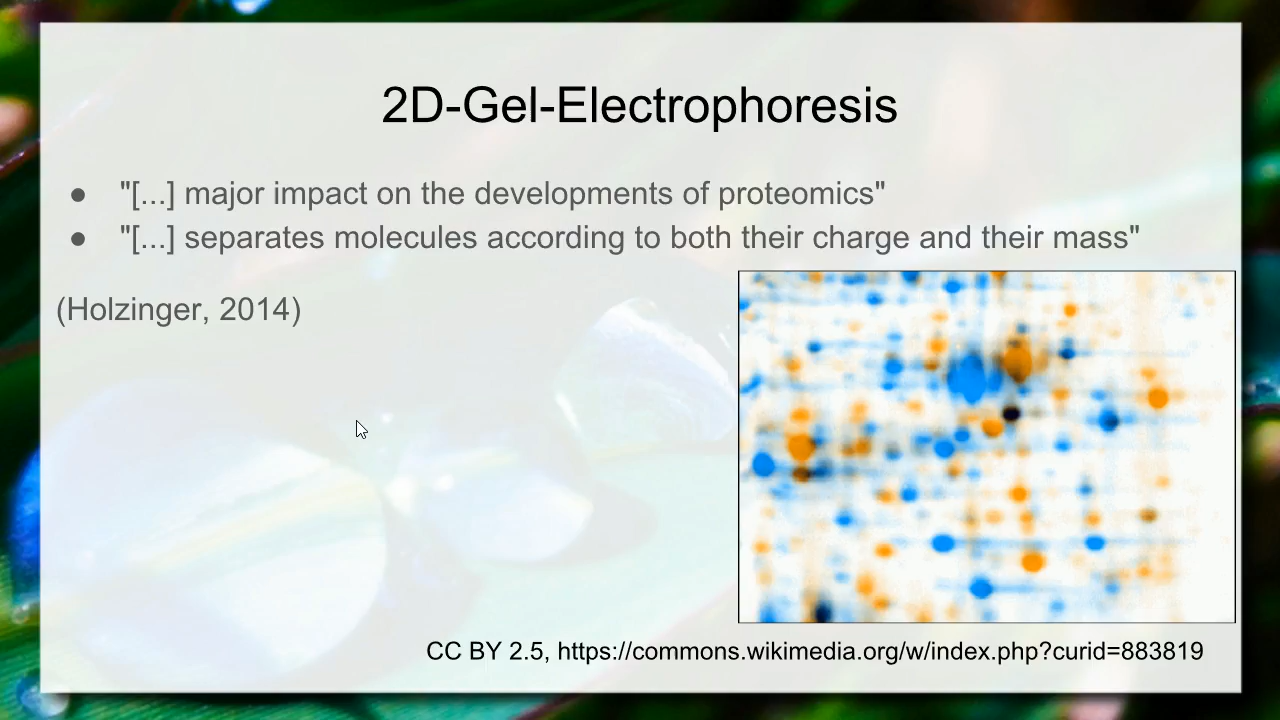 2D-Gel-Electrophoresis
● "[...] major impact on the developments of proteomics"
● "[...] separates molecules according to both their charge and their mass"
(Holzinger, 2014)
CC BY 2.5, https://commons.wikimedia.org/w/index.php?curid=883819